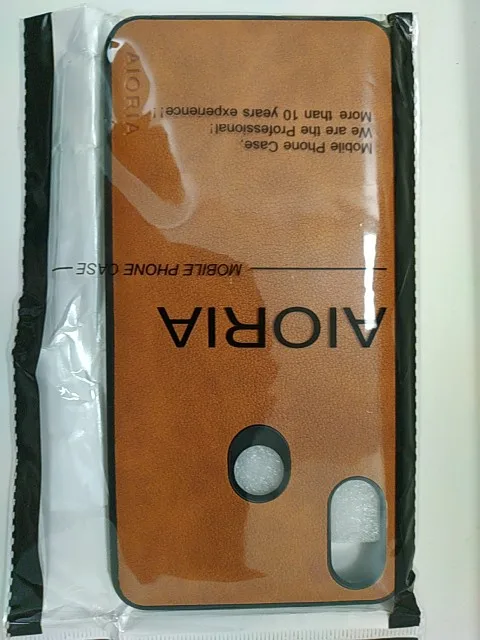 AIORIA
MOBILE PHONE CASE
Mobile Phone Case.
We are the Professional!
More than 10 years experience!!
AIORIA